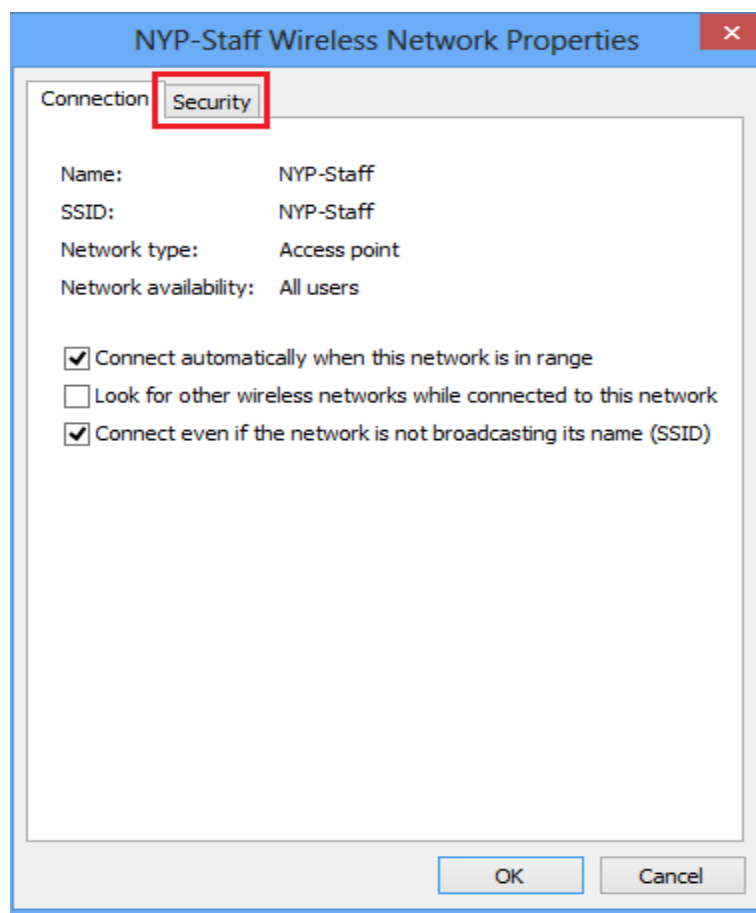 NYP-Staff Wireless Network Properties
Connection Security
Name: NYP-Staff
SSID: NYP-Staff
Network type: Access point
Network availability: All users
Connect automatically when this network is in range
Look for other wireless networks while connected to this network
Connect even if the network is not broadcasting its name (SSID)
OK Cancel